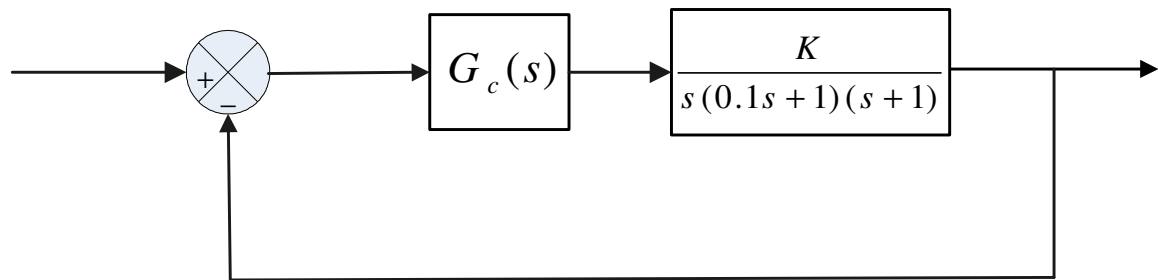 +
−
G_c(s)
K
s(0.1s+1)(s+1)